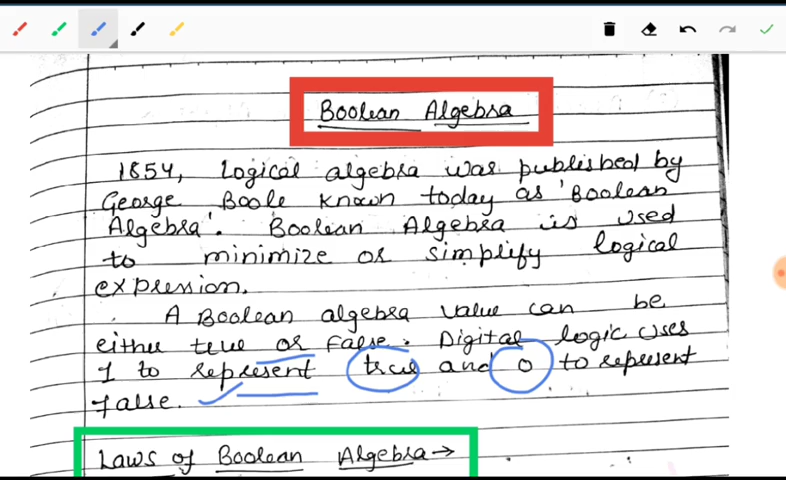 Boolean Algebra
1854, Logical algebra was published by
George Boole known today as 'Boolean
Algebra'. Boolean Algebra is used
to minimize or simplify logical
expression.
A Boolean algebra value can be
either true or False. Digital logic uses
1 to represent true and 0 to represent
false.
Laws of Boolean Algebra→